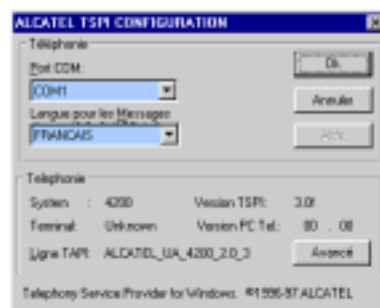 ALCATEL TSPI CONFIGURATION
Téléphonie
Port COM:
Ok
COM1
Annuler
Langue pour les Messages
FRANCAIS
Aide
Telephonie
System : 4200 Version TSPI: 3.0f
Terminal: Unknown Version PC Tel.: 00 . 00
Ligne TAPI: ALCATEL_UA_4200_2.0_3 Avancé
Telephony Service Provider for Windows. ©1996-97 ALCATEL